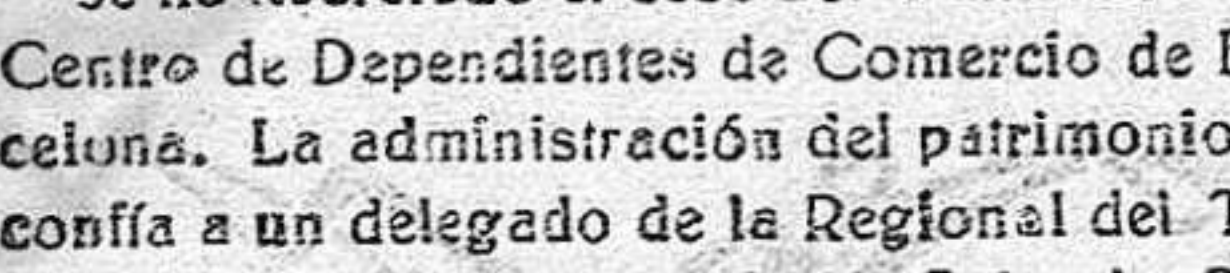 Centro de Dependientes de Comercio de
celona. La administración del patrimonio
confía a un delegado de la Regional del